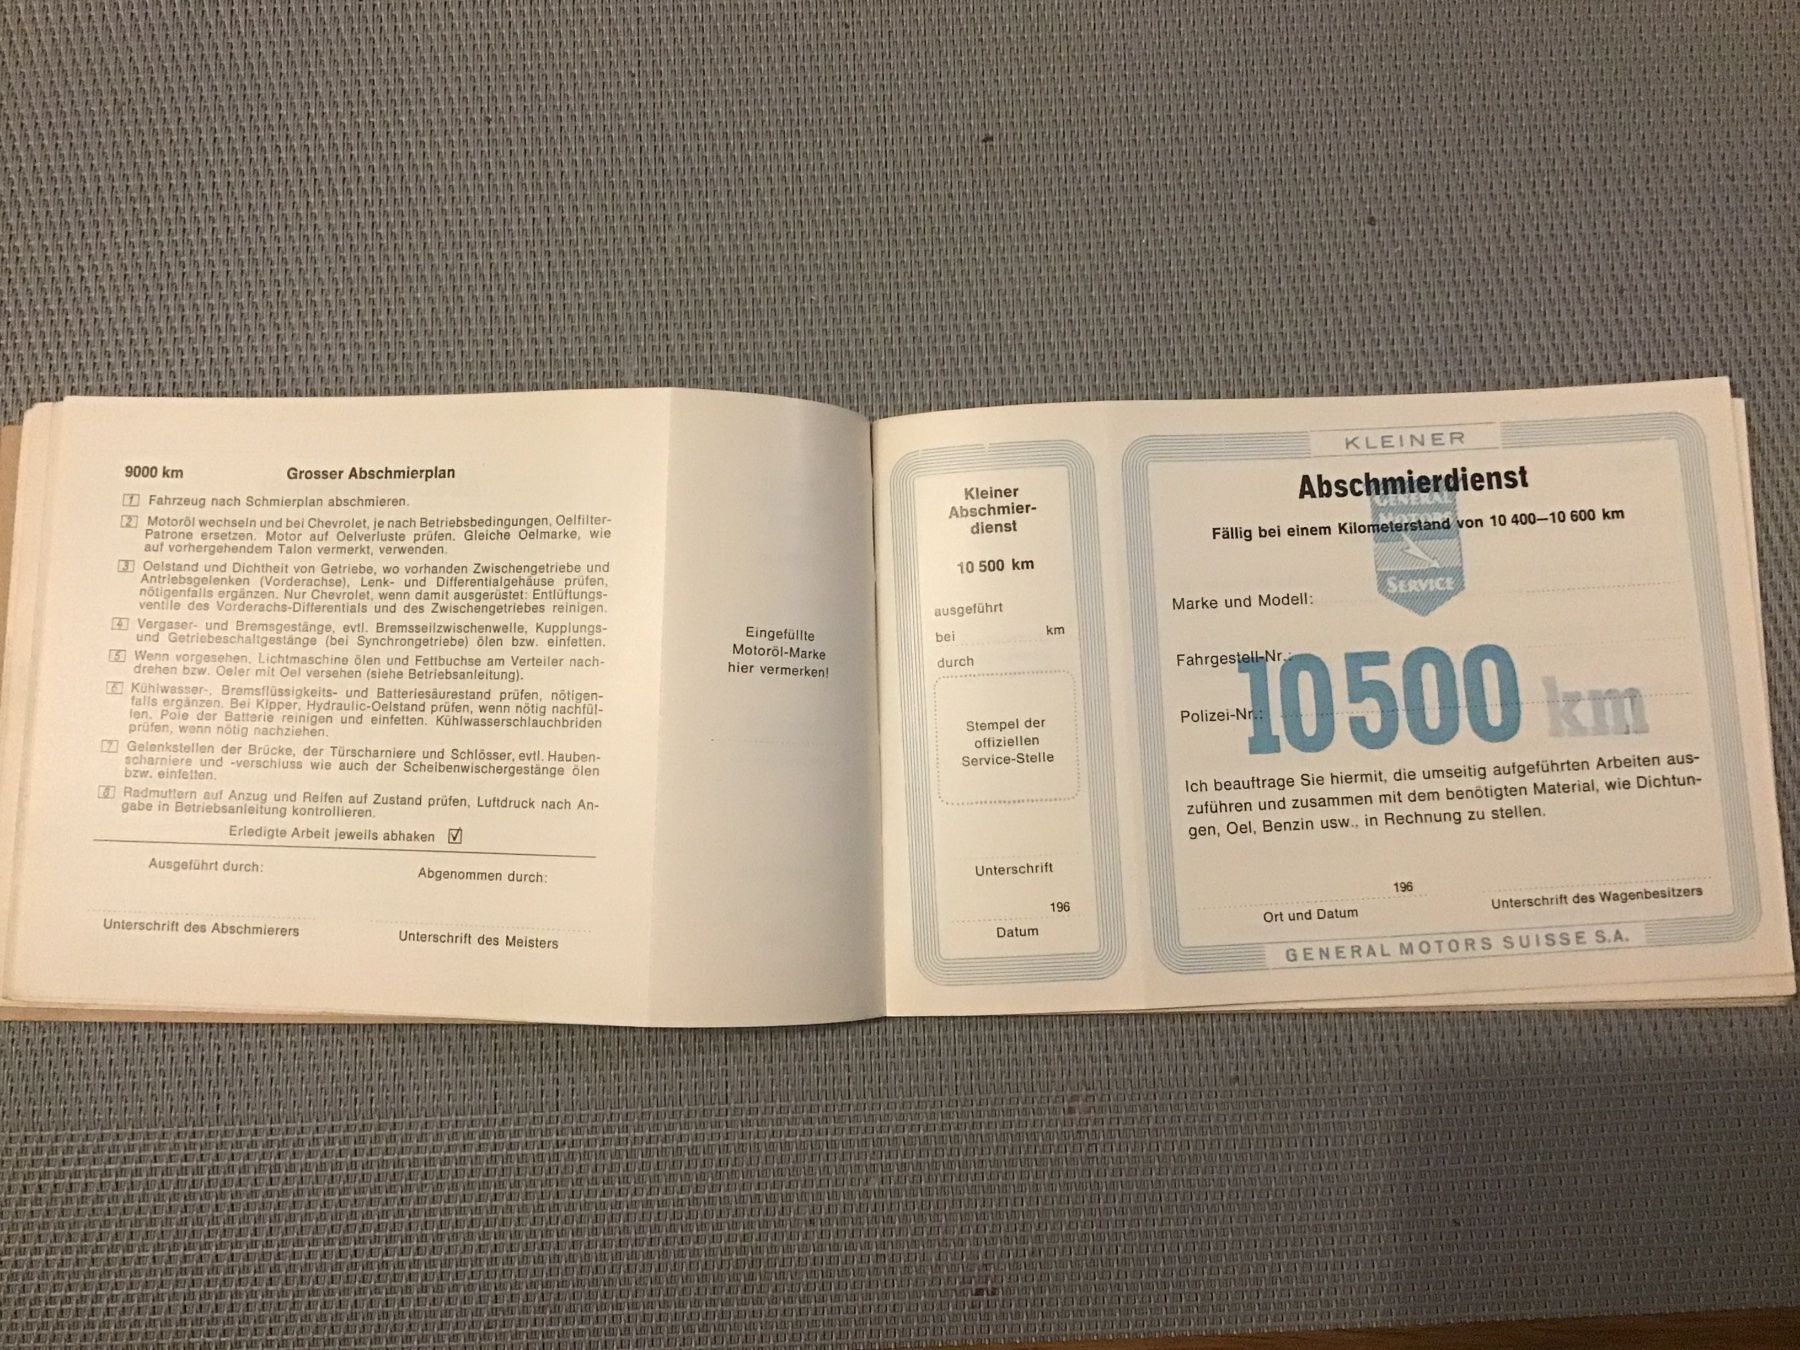 9000 km Grosser Abschmierplan
1 Fahrzeug nach Schmierplan abschmieren.
2 Motoröl wechseln und bei Chevrolet, je nach Betriebsbedingungen, Oelfilter-
Patrone ersetzen. Motor auf Oelverluste prüfen. Gleiche Oelmarke, wie
auf vorhergehendem Talon vermerkt, verwenden.
3 Oelstand und Dichtheit von Getriebe, wo vorhanden Zwischengetriebe und
Antriebsgelenken (Vorderachse), Lenk- und Differentialgehäuse prüfen,
nötigenfalls ergänzen. Nur Chevrolet, wenn damit ausgerüstet: Entlüftungs-
ventile des Vorderachs-Differentials und des Zwischengetriebes reinigen.
4 Vergaser- und Bremsgestänge, evtl. Bremsseilzwischenwelle, Kupplungs-
und Getriebeschaltgestänge (bei Synchrongetriebe) ölen bzw. einfetten.
5 Wenn vorgesehen, Lichtmaschine ölen und Fettbuchse am Verteiler nach-
drehen bzw. Oeler mit Oel versehen (siehe Betriebsanleitung).
6 Kühlwasser-, Bremsflüssigkeits- und Batteriesäurestand prüfen, nötigen-
falls ergänzen. Bei Kipper, Hydraulic-Oelstand prüfen, wenn nötig nachfül-
len. Pole der Batterie reinigen und einfetten. Kühlwasserschlauchbriden
prüfen, wenn nötig nachziehen.
7 Gelenkstellen der Brücke, der Türscharniere und Schlösser, evtl. Hauben-
scharniere und -verschluss wie auch der Scheibenwischergestänge ölen
bzw. einfetten.
8 Radmuttern auf Anzug und Reifen auf Zustand prüfen, Luftdruck nach An-
gabe in Betriebsanleitung kontrollieren.
Erledigte Arbeit jeweils abhaken √
Ausgeführt durch: Abgenommen durch:
Unterschrift des Abschmierers Unterschrift des Meisters
Eingefüllte
Motoröl-Marke
hier vermerken!
Kleiner
Abschmier-
dienst
10 500 km
ausgeführt
bei km
durch
Stempel der
offiziellen
Service-Stelle
Unterschrift
196
Datum
KLEINER
Abschmierdienst
GENERAL
MOTORS
SERVICE
Fällig bei einem Kilometerstand von 10 400—10 600 km
Marke und Modell:
Fahrgestell-Nr.:
Polizei-Nr.:
10 500 km
Ich beauftrage Sie hiermit, die umseitig aufgeführten Arbeiten aus-
zuführen und zusammen mit dem benötigten Material, wie Dichtun-
gen, Oel, Benzin usw., in Rechnung zu stellen.
196
Ort und Datum Unterschrift des Wagenbesitzers
GENERAL MOTORS SUISSE S.A.